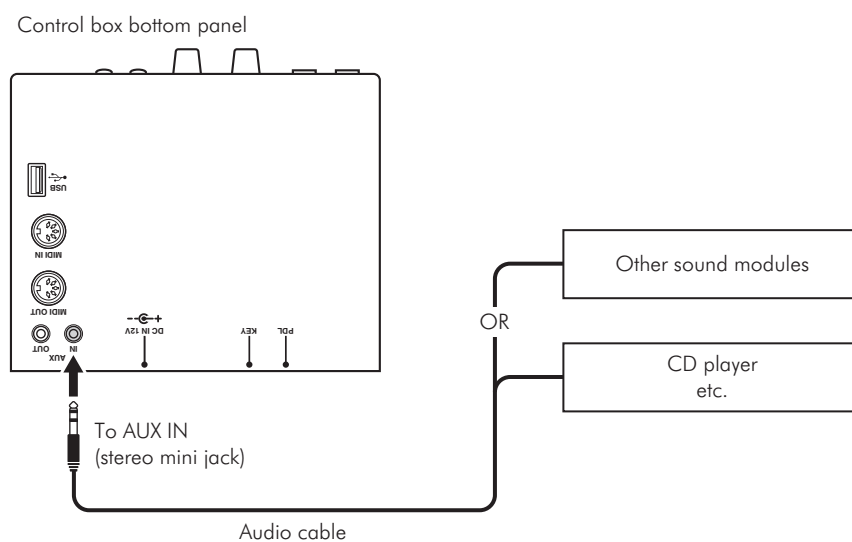 Control box bottom panel
USB
MIDI IN
MIDI OUT
OUT
IN
AUX
DC IN 12V
KEY
PDL
To AUX IN
(stereo mini jack)
Audio cable
OR
Other sound modules
CD player
etc.